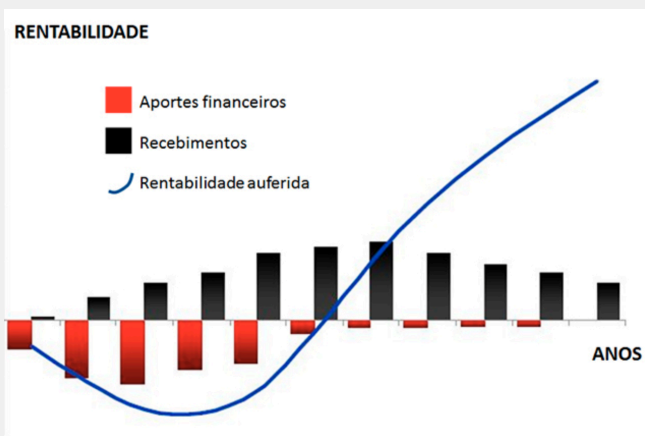 RENTABILIDADE
Aportes financeiros
Recebimentos
Rentabilidade auferida
ANOS